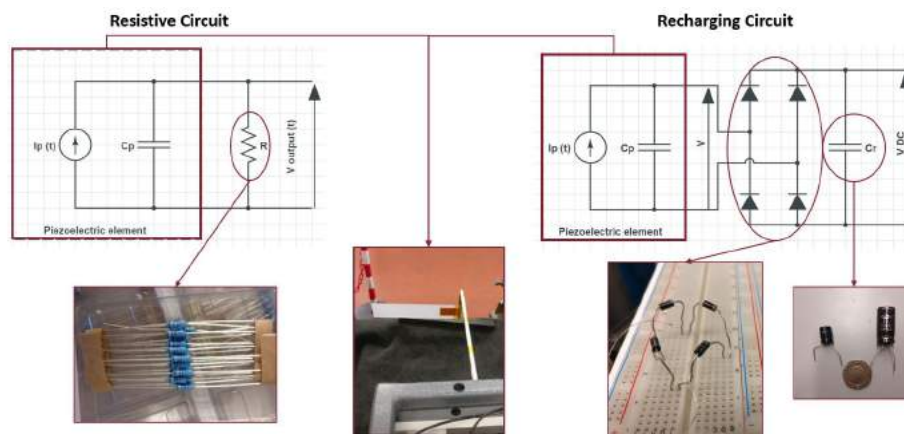 Resistive Circuit
Recharging Circuit
Ip (t)
Cp
R
V output (t)
Piezoelectric element
Ip (t)
Cp
V
Cr
V DC
Piezoelectric element